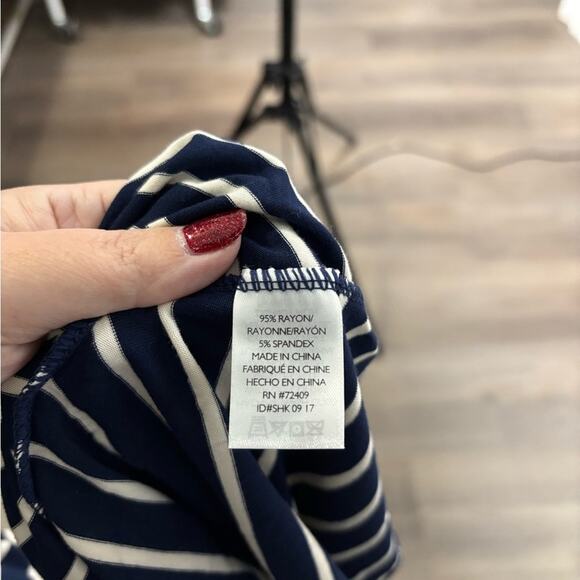 95% RAYON/
RAYONNE/RAYÓN
5% SPANDEX
MADE IN CHINA
FABRIQUÉ EN CHINE
HECHO EN CHINA
RN #72409
ID#SHK 09 17